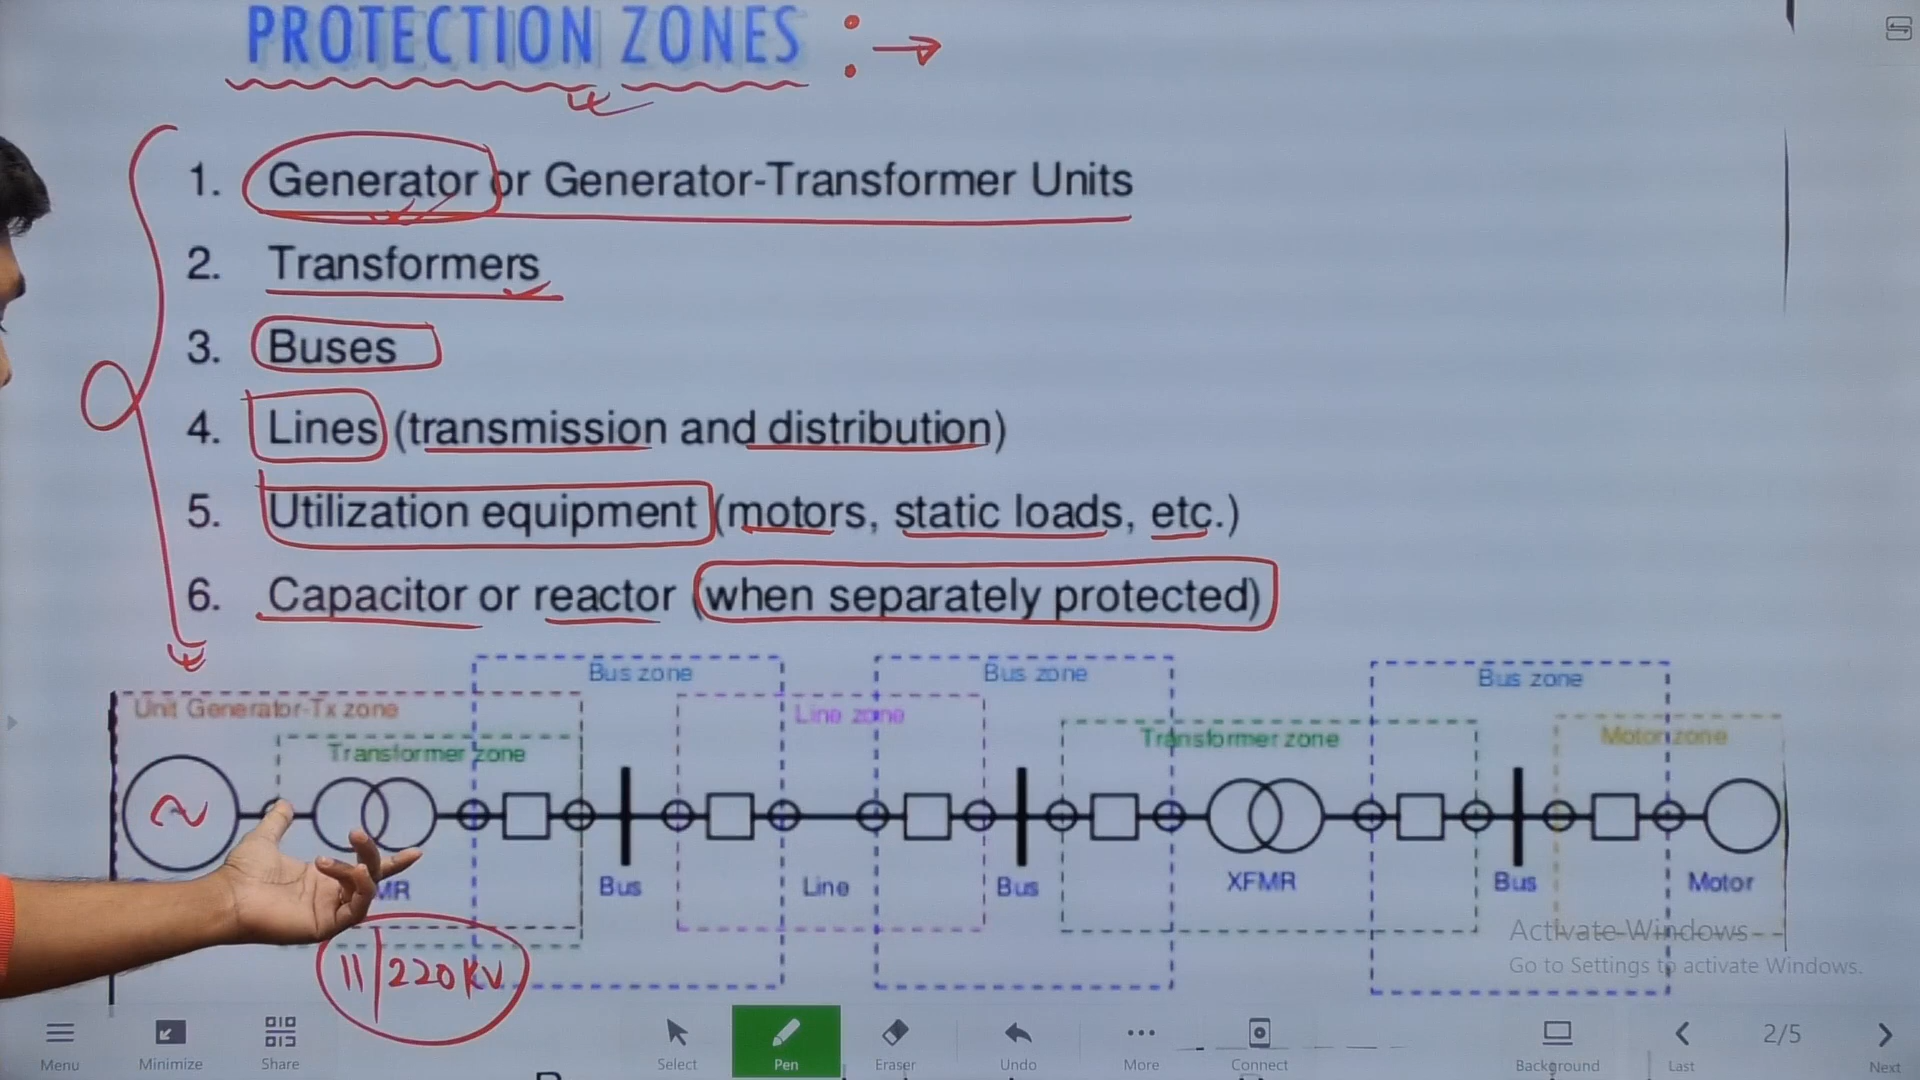 PROTECTION ZONES :
1. Generator or Generator-Transformer Units
2. Transformers
3. Buses
4. Lines (transmission and distribution)
5. Utilization equipment (motors, static loads, etc.)
6. Capacitor or reactor (when separately protected)
Bus zone Bus zone Bus zone
Unit Generator-Tx zone Line zone
Transformer zone Transformer zone Motor zone
Bus Line Bus XFMR Bus Motor
MR
11/220KV
Activate Windows
Go to Settings to activate Windows.
Menu Minimize Share Select Pen Eraser Undo More Connect Background Last 2/5 Next